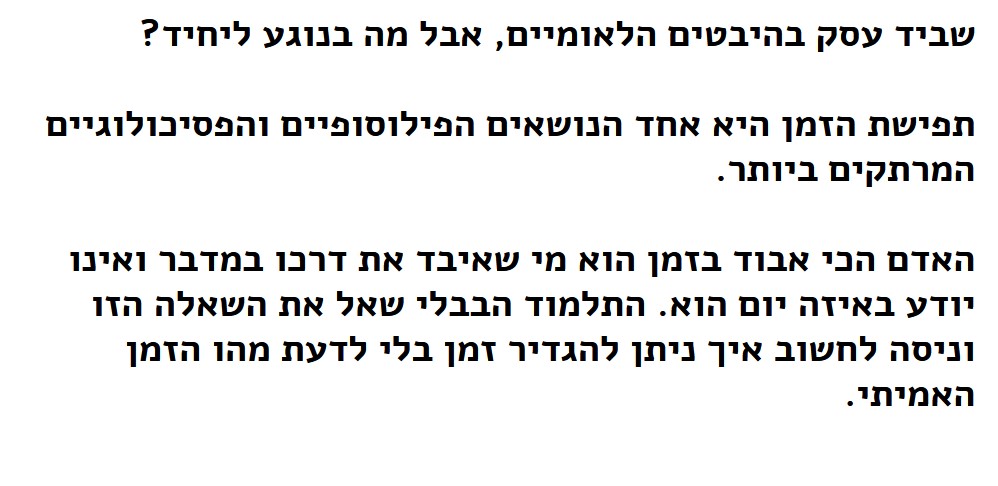 שביד עסק בהיבטים הלאומיים, אבל מה בנוגע ליחיד?
תפישת הזמן היא אחד הנושאים הפילוסופיים והפסיכולוגיים
המרתקים ביותר.
האדם הכי אבוד בזמן הוא מי שאיבד את דרכו במדבר ואינו
יודע באיזה יום הוא. התלמוד הבבלי שאל את השאלה הזו
וניסה לחשוב איך ניתן להגדיר זמן בלי לדעת מהו הזמן
האמיתי.